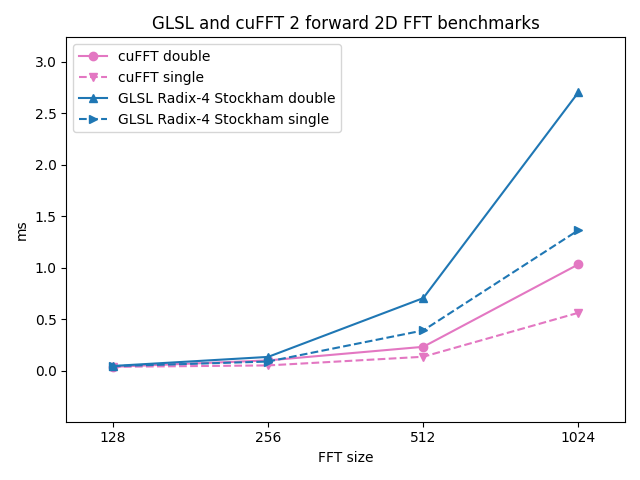 GLSL and cuFFT 2 forward 2D FFT benchmarks
cuFFT double
cuFFT single
GLSL Radix-4 Stockham double
GLSL Radix-4 Stockham single
3.0
2.5
2.0
1.5
1.0
0.5
0.0
ms
128 256 512 1024
FFT size